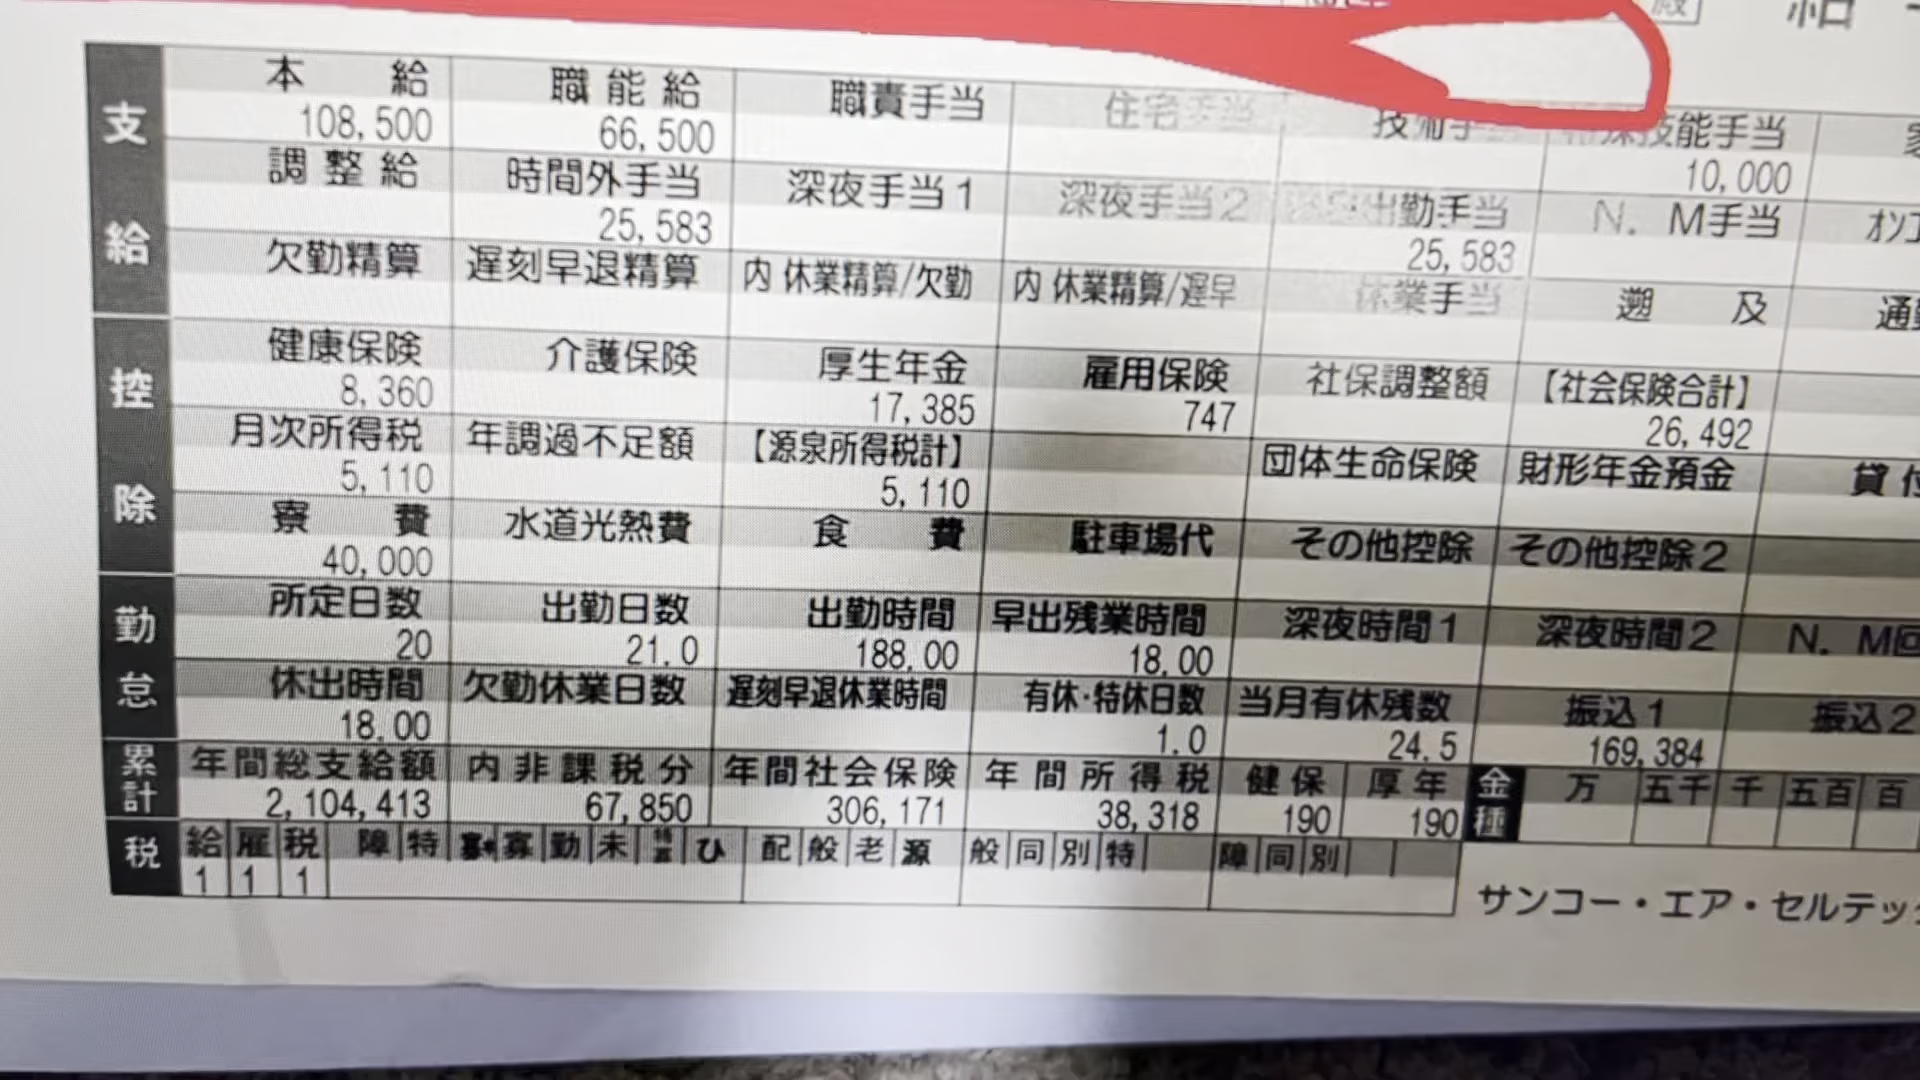 支給
本給 職能給 職責手当 住宅手当 技術手 殊技能手当
108,500 66,500 10,000
調整給 時間外手当 深夜手当1 深夜手当2 出勤手当 N.M手当
25,583 25,583
欠勤精算 遅刻早退精算 内 休業精算/欠勤 内 休業精算/遅早 休業手当 遡及 通
控除
健康保険 介護保険 厚生年金 雇用保険 社保調整額 【社会保険合計】
8,360 17,385 747 26,492
月次所得税 年調過不足額 【源泉所得税計】 団体生命保険 財形年金預金 貸
5,110 5,110
寮費 水道光熱費 食費 駐車場代 その他控除 その他控除2
40,000
勤怠
所定日数 出勤日数 出勤時間 早出残業時間 深夜時間1 深夜時間2 N.M回
20 21.0 188.00 18.00
休出時間 欠勤休業日数 遅刻早退休業時間 有休・特休日数 当月有休残数 振込1 振込2
18.00 1.0 24.5 169,384
累計
年間総支給額 内非課税分 年間社会保険 年間所得税 健保 厚年 金種 万 五千 千 五百 百
2,104,413 67,850 306,171 38,318 190 190
税
給 雇 税 障 特 寡 勤 未 ひ 配 般 老 源 般 同 別 特 障 同 別
1 1 1
サンコー・エア・セルテッ